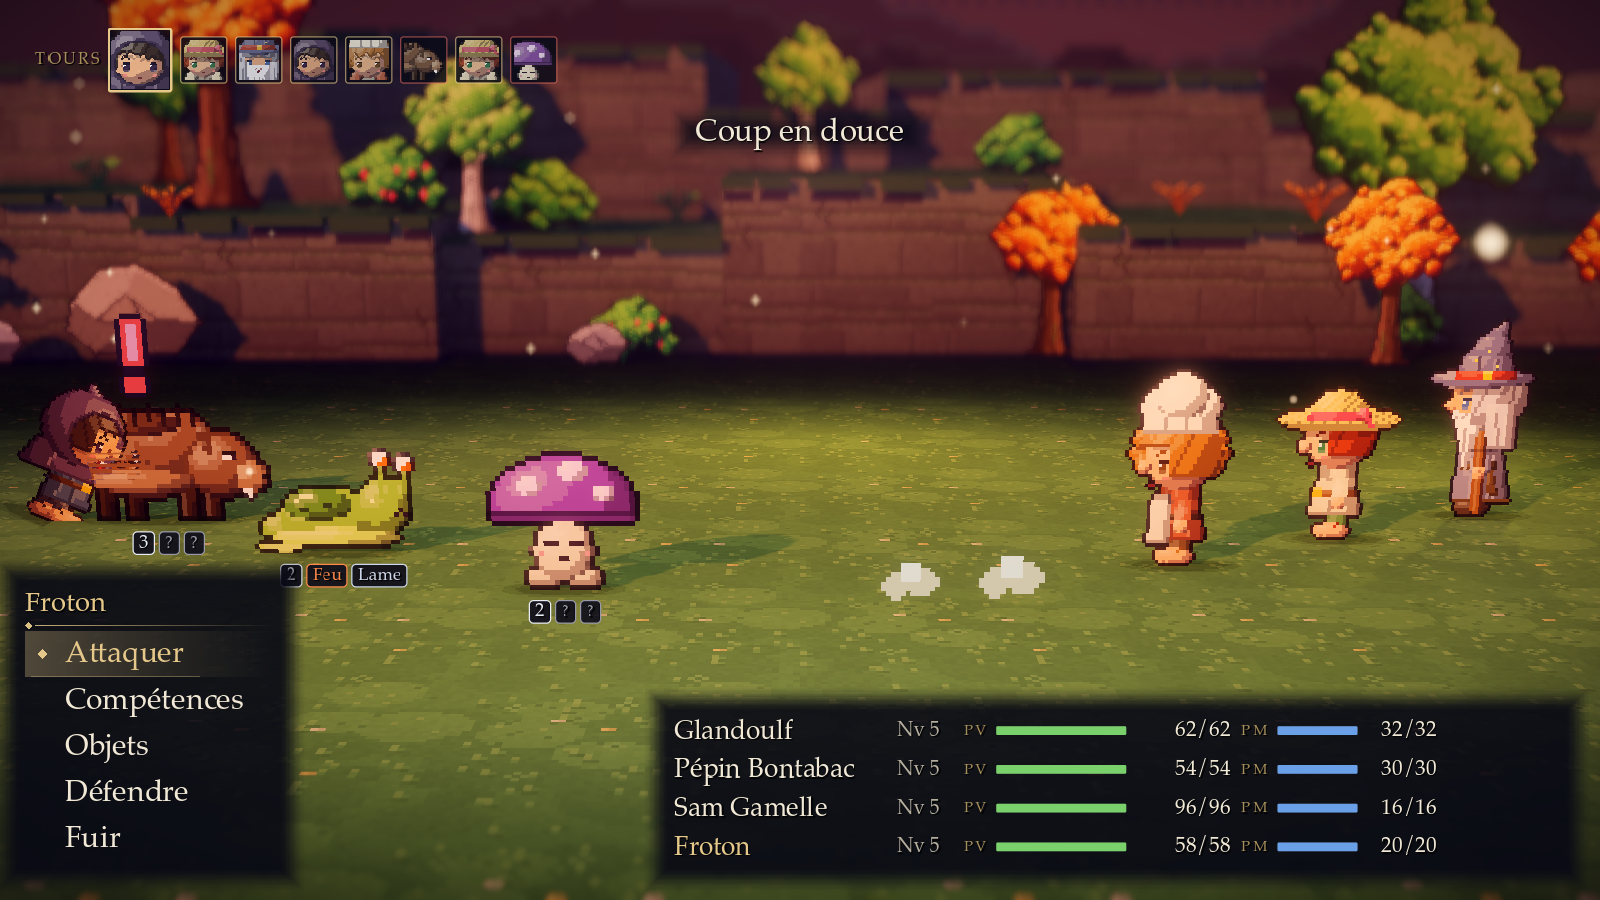 TOURS
Coup en douce
3 ? ?
2 Feu Lame
2 ? ?
Froton
Attaquer
Compétences
Objets
Défendre
Fuir
Glandoulf Nv 5 PV 62/62 PM 32/32
Pépin Bontabac Nv 5 PV 54/54 PM 30/30
Sam Gamelle Nv 5 PV 96/96 PM 16/16
Froton Nv 5 PV 58/58 PM 20/20